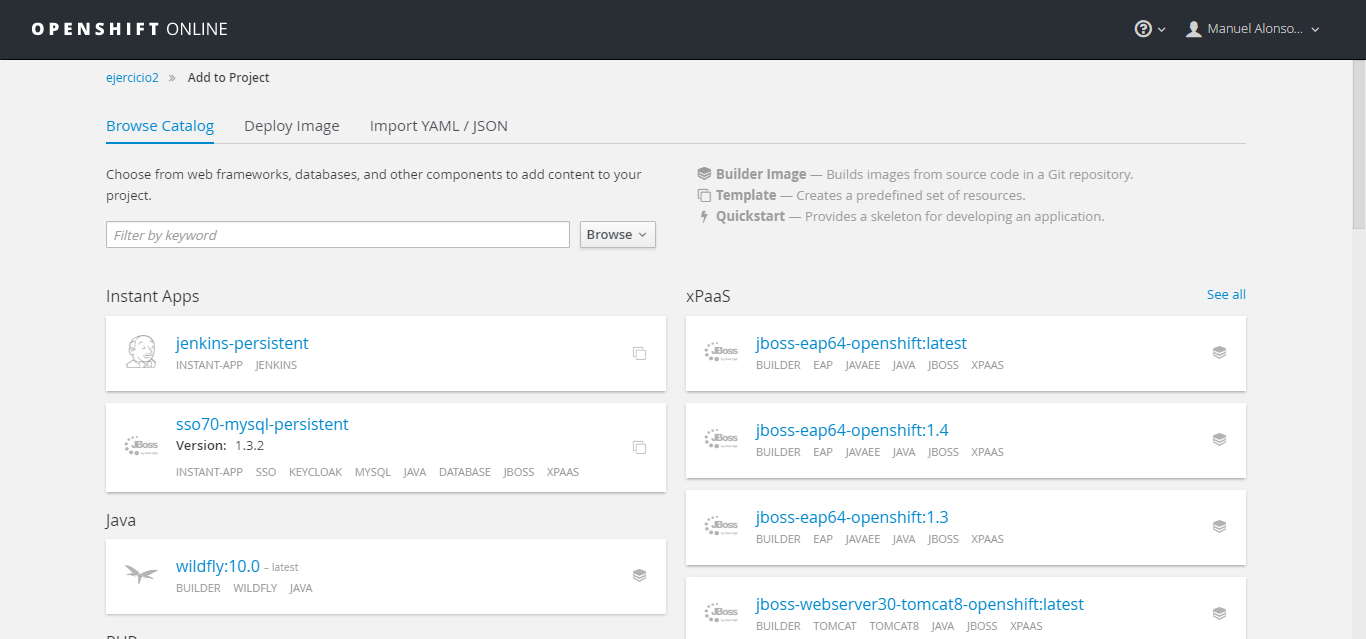 OPENSHIFT ONLINE
Manuel Alonso...
ejercicio2 » Add to Project
Browse Catalog Deploy Image Import YAML / JSON
Choose from web frameworks, databases, and other components to add content to your
project.
Filter by keyword
Browse
Builder Image — Builds images from source code in a Git repository.
Template — Creates a predefined set of resources.
Quickstart — Provides a skeleton for developing an application.
Instant Apps
jenkins-persistent
INSTANT-APP JENKINS
JBoss
sso70-mysql-persistent
Version: 1.3.2
INSTANT-APP SSO KEYCLOAK MYSQL JAVA DATABASE JBOSS XPAAS
Java
wildfly:10.0 – latest
BUILDER WILDFLY JAVA
xPaaS
See all
JBoss
jboss-eap64-openshift:latest
BUILDER EAP JAVAEE JAVA JBOSS XPAAS
JBoss
jboss-eap64-openshift:1.4
BUILDER EAP JAVAEE JAVA JBOSS XPAAS
JBoss
jboss-eap64-openshift:1.3
BUILDER EAP JAVAEE JAVA JBOSS XPAAS
JBoss
jboss-webserver30-tomcat8-openshift:latest
BUILDER TOMCAT TOMCAT8 JAVA JBOSS XPAAS